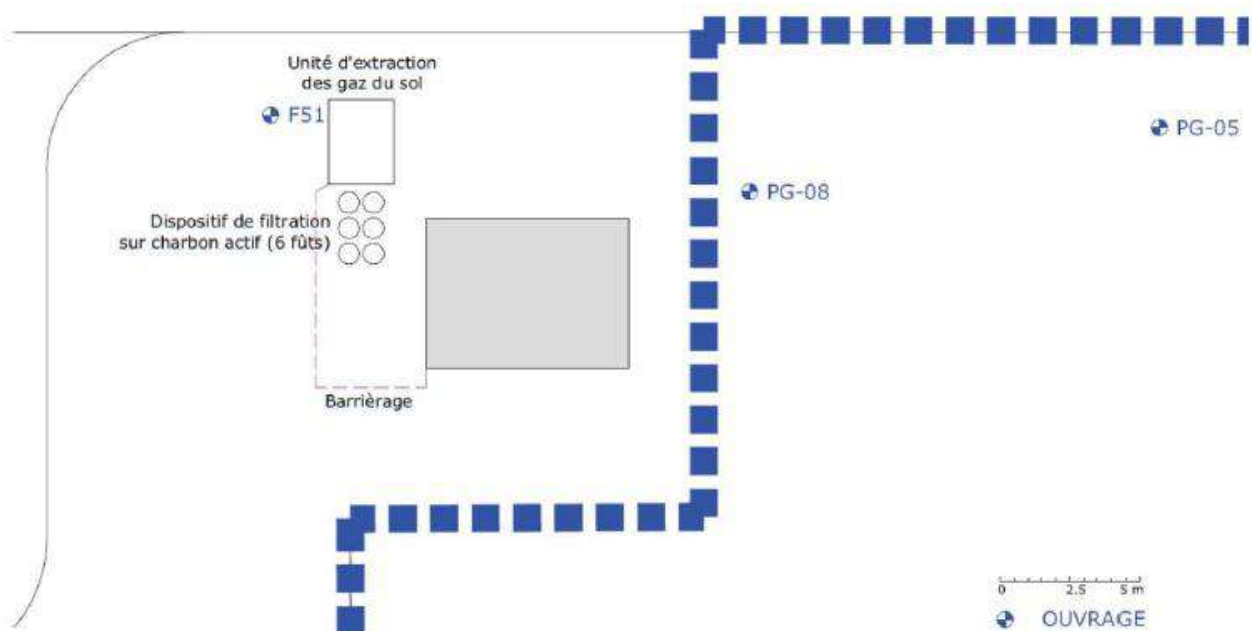 Unité d'extraction
des gaz du sol
F51
PG-05
PG-08
Dispositif de filtration
sur charbon actif (6 fûts)
Barrièrage
0 2.5 5 m
OUVRAGE